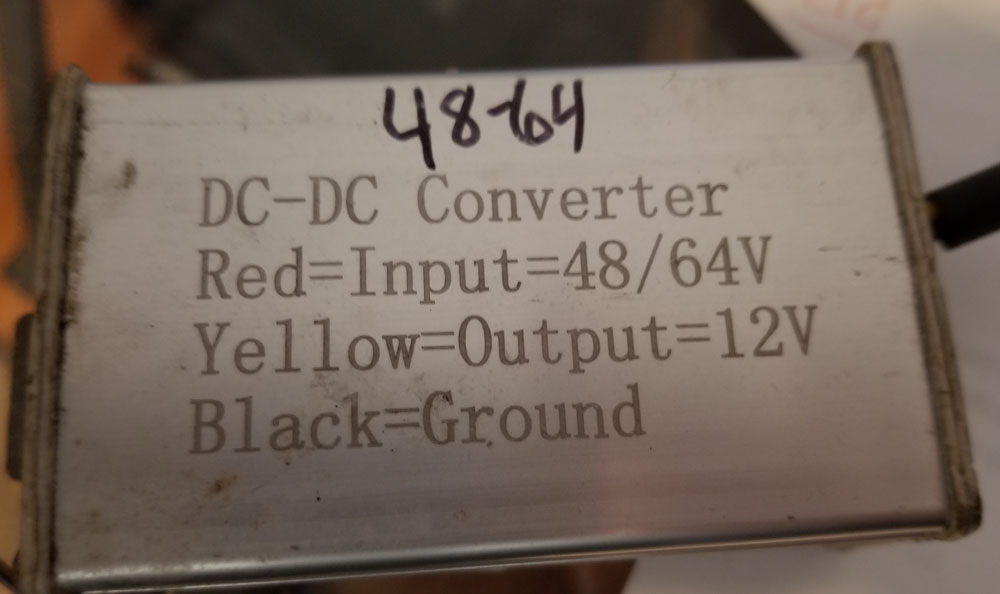 48-64
DC-DC Converter
Red=Input=48/64V
Yellow=Output=12V
Black=Ground